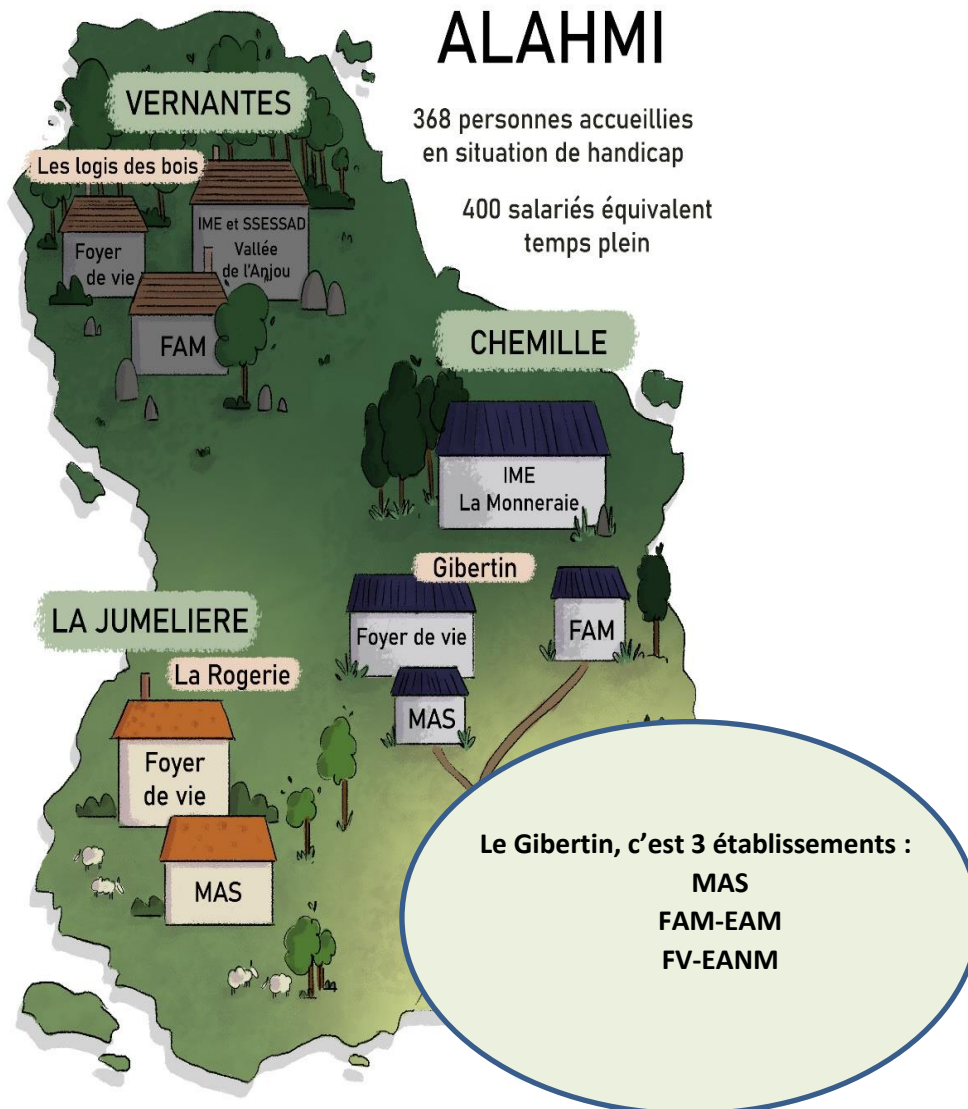 ALAHMI
368 personnes accueillies
en situation de handicap
400 salariés équivalent
temps plein
VERNANTES
Les logis des bois
Foyer
de vie
IME et SSESSAD
Vallée
de l'Anjou
FAM
CHEMILLE
IME
La Monneraie
Gibertin
Foyer de vie
FAM
MAS
LA JUMELIERE
La Rogerie
Foyer
de vie
MAS
Le Gibertin, c’est 3 établissements :
MAS
FAM-EAM
FV-EANM